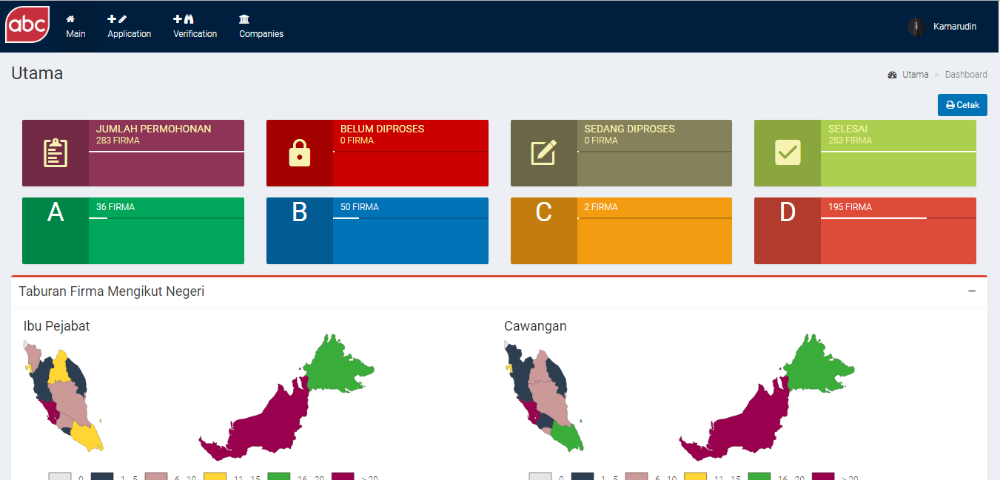 abc
Main
Application
Verification
Companies
Kamarudin
Utama
Utama > Dashboard
Cetak
JUMLAH PERMOHONAN
283 FIRMA
BELUM DIPROSES
0 FIRMA
SEDANG DIPROSES
0 FIRMA
SELESAI
283 FIRMA
A
36 FIRMA
B
50 FIRMA
C
2 FIRMA
D
195 FIRMA
Taburan Firma Mengikut Negeri
Ibu Pejabat
Cawangan
0 1 - 5 6 - 10 11 - 15 16 - 20 > 20
0 1 - 5 6 - 10 11 - 15 16 - 20 > 20